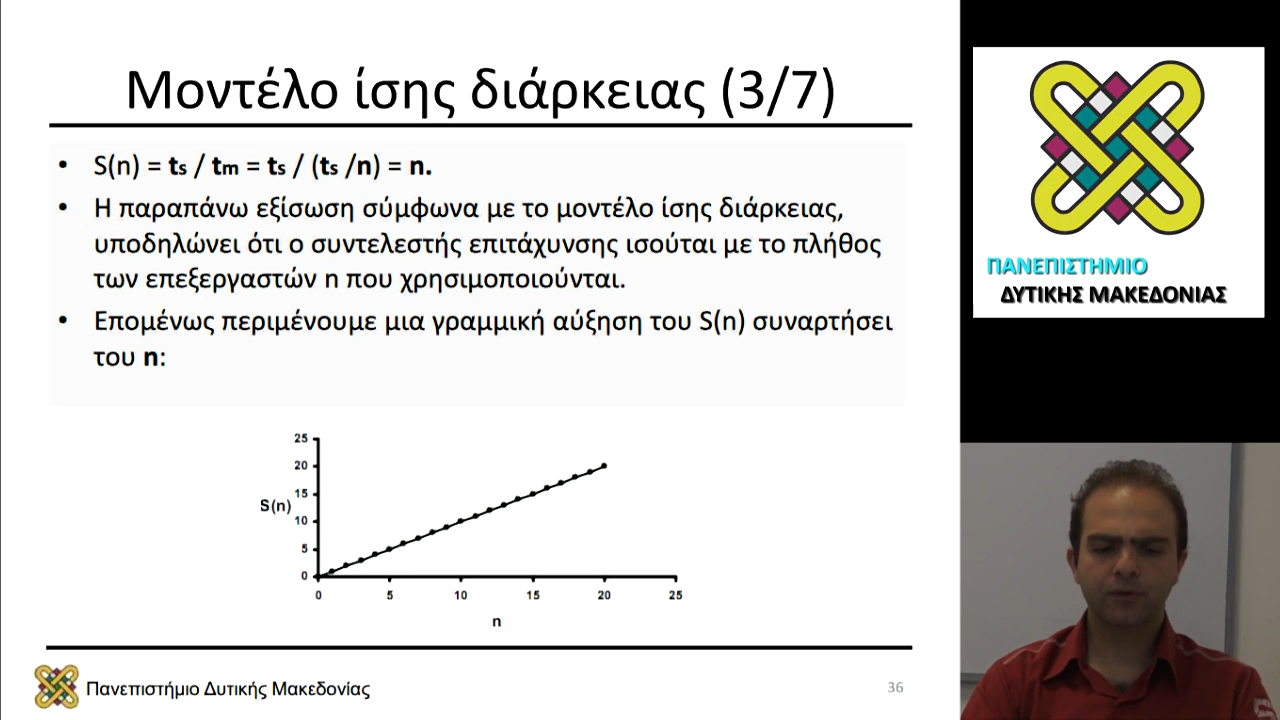 Μοντέλο ίσης διάρκειας (3/7)
• S(n) = ts / tm = ts / (ts /n) = n.
• Η παραπάνω εξίσωση σύμφωνα με το μοντέλο ίσης διάρκειας,
υποδηλώνει ότι ο συντελεστής επιτάχυνσης ισούται με το πλήθος
των επεξεργαστών n που χρησιμοποιούνται.
• Επομένως περιμένουμε μια γραμμική αύξηση του S(n) συναρτήσει
του n:
25
20
15
10
5
0
S(n)
0 5 10 15 20 25
n
Πανεπιστήμιο Δυτικής Μακεδονίας
36
ΠΑΝΕΠΙΣΤΗΜΙΟ
ΔΥΤΙΚΗΣ ΜΑΚΕΔΟΝΙΑΣ